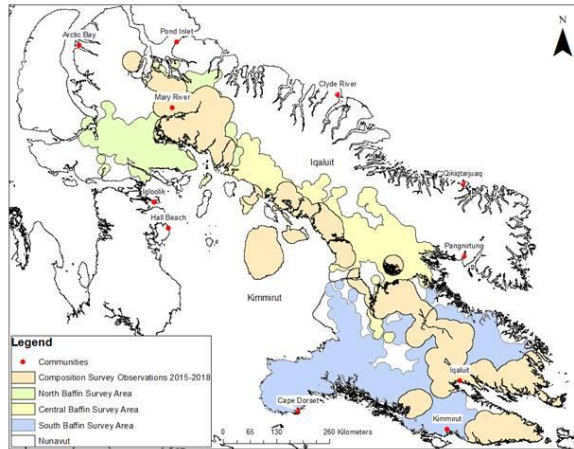 N
Pond Inlet
Arctic Bay
Clyde River
Mary River
Iqaluit
Qikiqtarjuaq
Igloolik
Hall Beach
Pangnirtung
Kimmirut
Iqaluit
Cape Dorset
Kimmirut
Legend
Communities
Composition Survey Observations 2015-2018
North Baffin Survey Area
Central Baffin Survey Area
South Baffin Survey Area
Nunavut
0 65 130 260 Kilometers